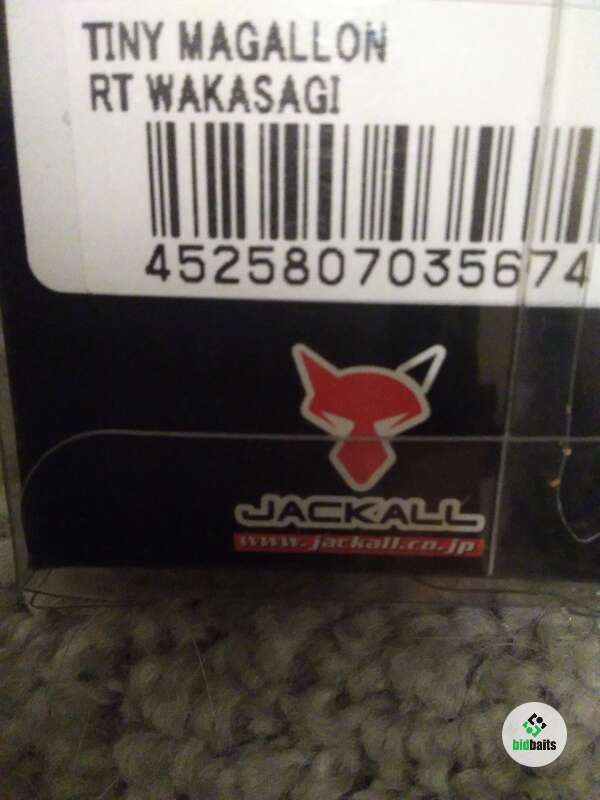 TINY MAGALLON
RT WAKASAGI
4525807035674
JACKALL
www.jackall.co.jp
bidbaits